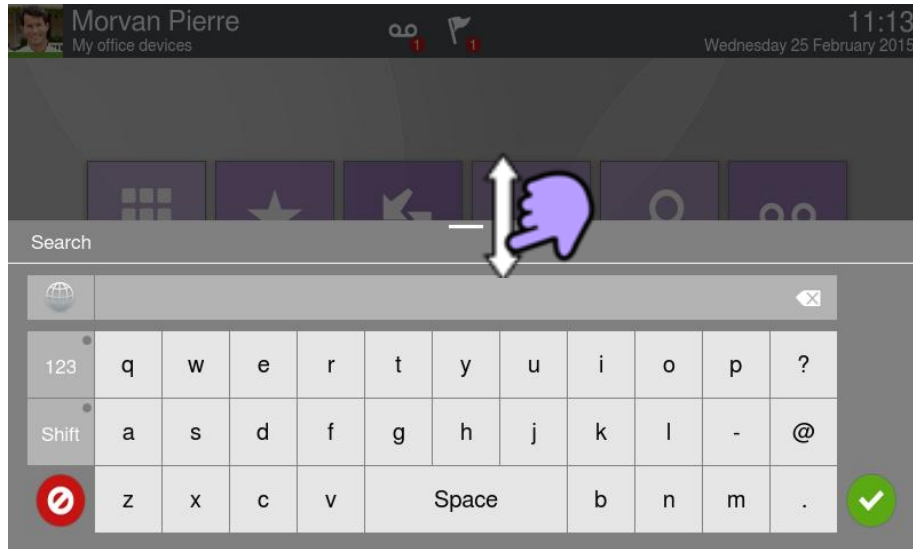 Morvan Pierre
My office devices
1
1
11:13
Wednesday 25 February 2015
Search
123 q w e r t y u i o p ?
Shift a s d f g h j k l - @
z x c v Space b n m .